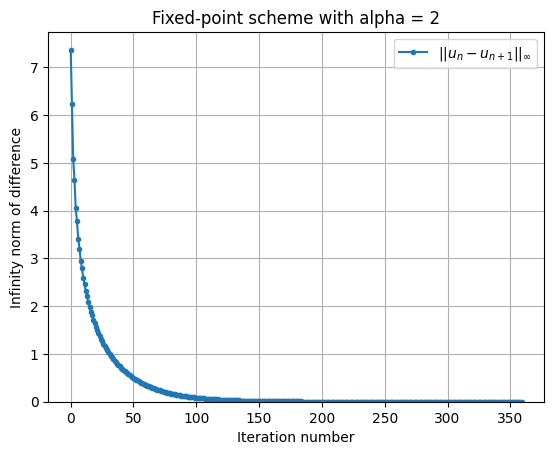 Fixed-point scheme with alpha = 2
||u_n − u_{n+1}||_∞
Infinity norm of difference
7
6
5
4
3
2
1
0
0 50 100 150 200 250 300 350
Iteration number